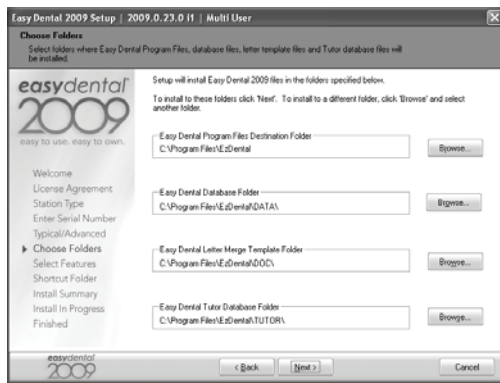 Easy Dental 2009 Setup | 2009.0.23.0 i1 | Multi User
Choose Folders
Select folders where Easy Dental Program Files, database files, letter template files and Tutor database files will
be installed.
easydental
2009
easy to use. easy to own.
Welcome
License Agreement
Station Type
Enter Serial Number
Typical/Advanced
Choose Folders
Select Features
Shortcut Folder
Install Summary
Install In Progress
Finished
Setup will install Easy Dental 2009 files in the folders specified below.
To install to these folders click 'Next'. To install to a different folder, click 'Browse' and select
another folder.
Easy Dental Program Files Destination Folder
C:\Program Files\EzDental
Browse...
Easy Dental Database Folder
C:\Program Files\EzDental\DATA\
Browse...
Easy Dental Letter Merge Template Folder
C:\Program Files\EzDental\DOC\
Browse...
Easy Dental Tutor Database Folder
C:\Program Files\EzDental\TUTOR\
Browse...
easydental
2009
< Back
Next >
Cancel